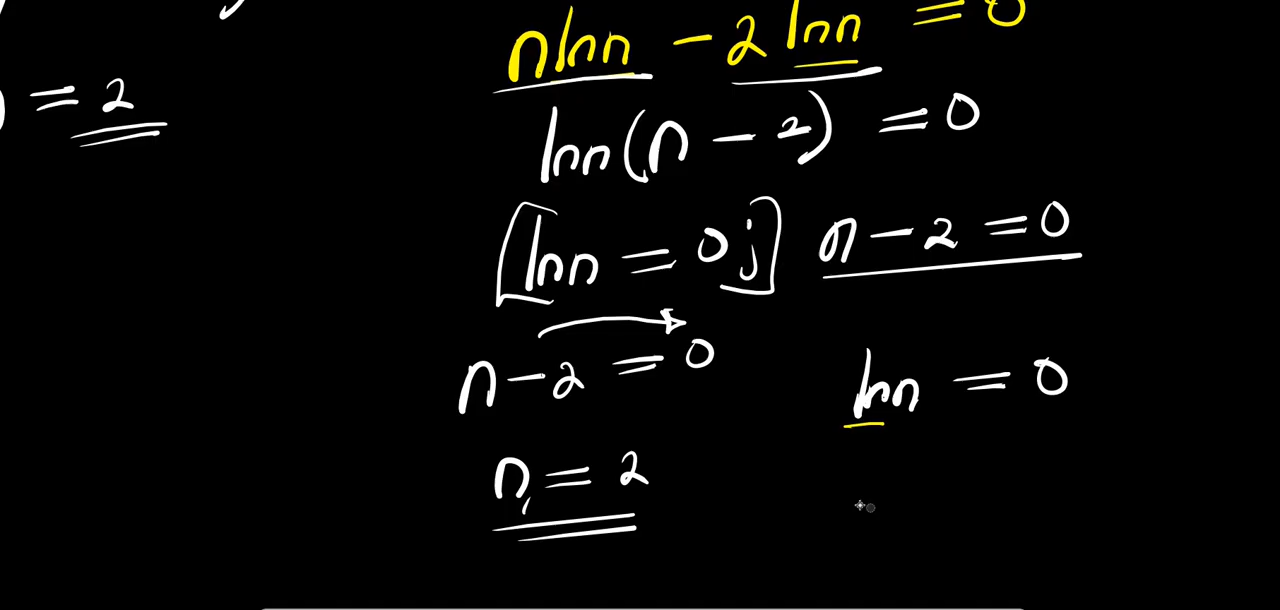 n ln n - 2 ln n = 0
= 2
ln n (n - 2) = 0
[ln n = 0 ;] n - 2 = 0
n - 2 = 0
ln n = 0
n = 2